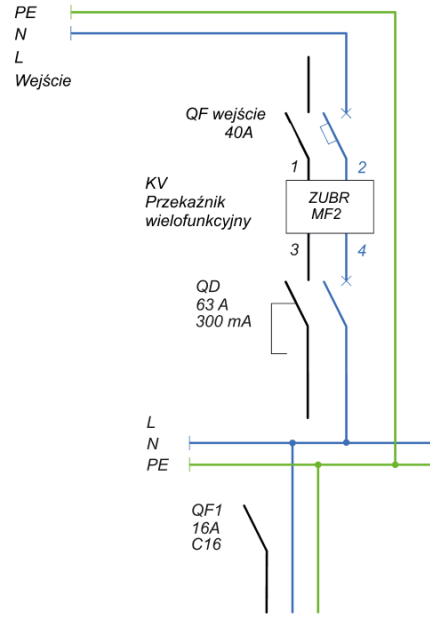 PE
N
L
Wejście
QF wejście
40A
1
2
KV
Przekaźnik
wielofunkcyjny
ZUBR
MF2
3
4
QD
63 A
300 mA
L
N
PE
QF1
16A
C16